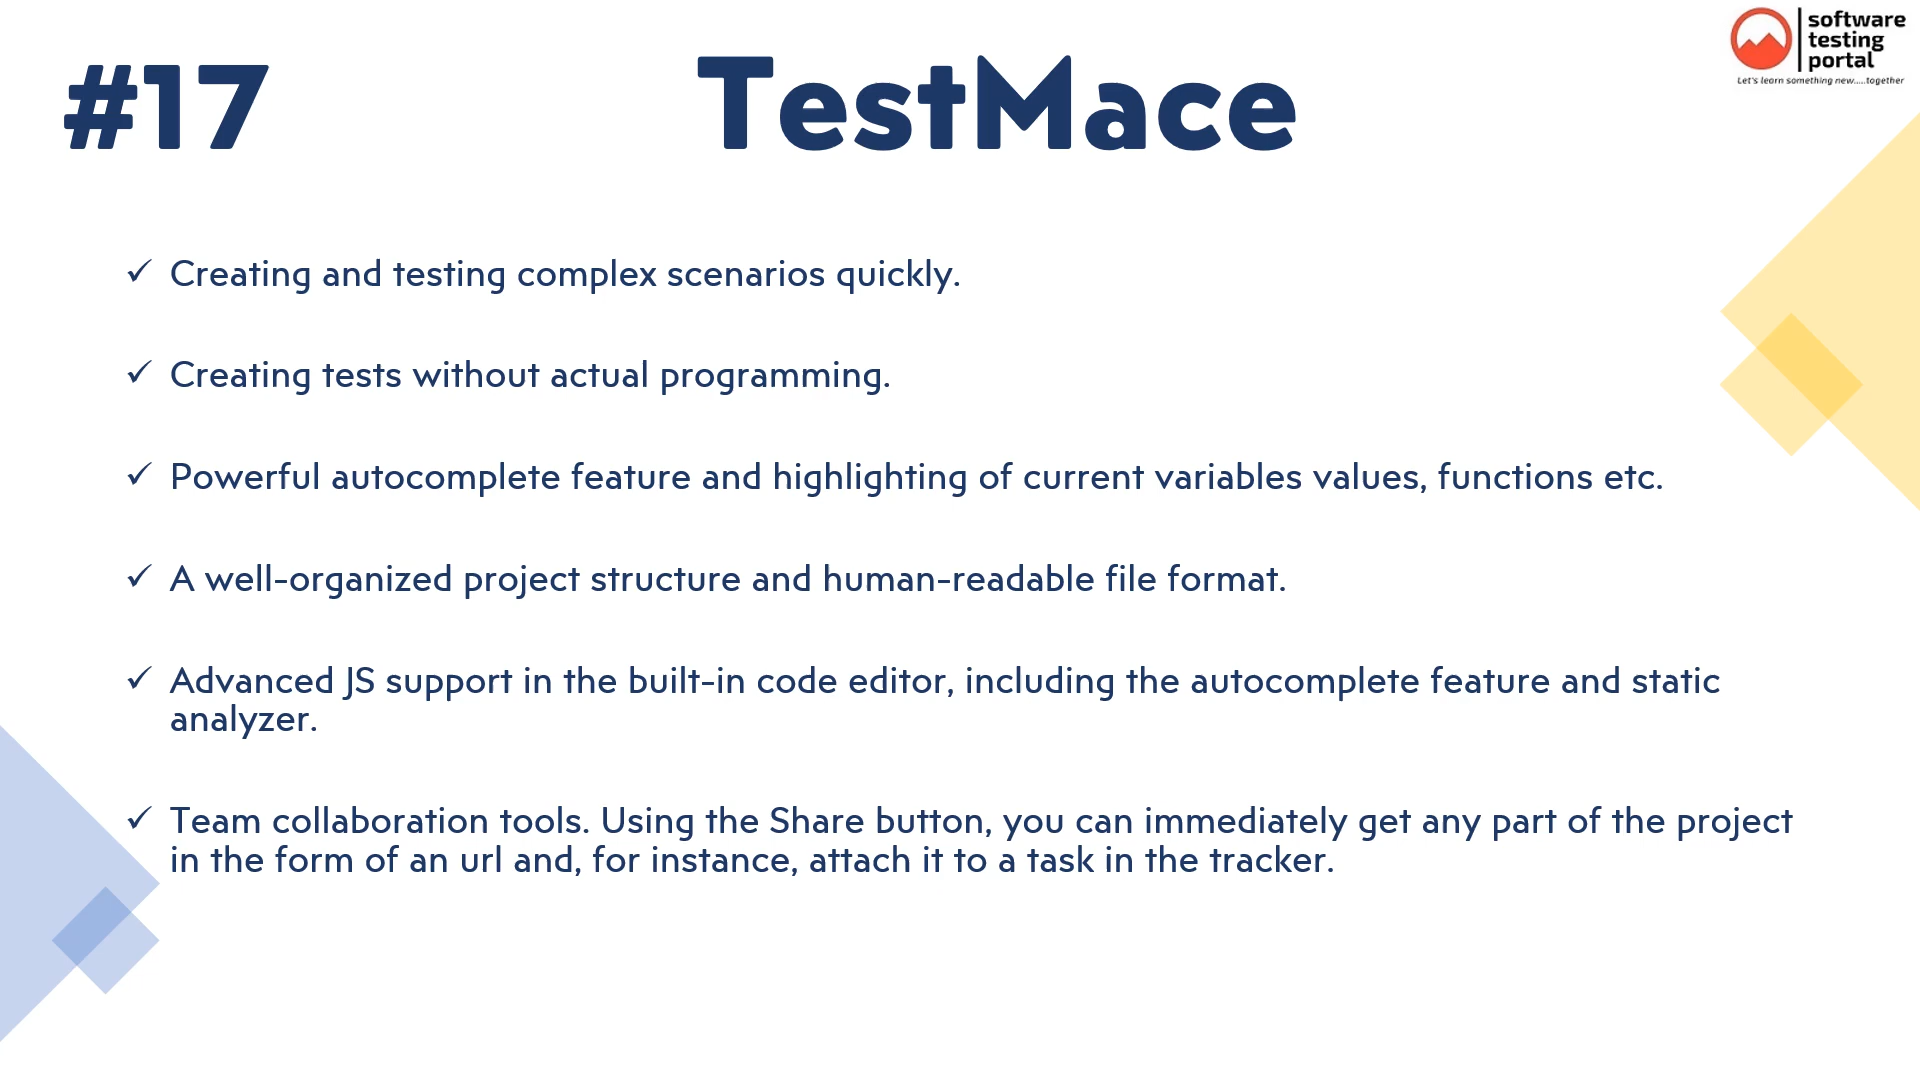 software
testing
portal
Let's learn something new.....together
#17
TestMace
✓ Creating and testing complex scenarios quickly.
✓ Creating tests without actual programming.
✓ Powerful autocomplete feature and highlighting of current variables values, functions etc.
✓ A well-organized project structure and human-readable file format.
✓ Advanced JS support in the built-in code editor, including the autocomplete feature and static
analyzer.
✓ Team collaboration tools. Using the Share button, you can immediately get any part of the project
in the form of an url and, for instance, attach it to a task in the tracker.